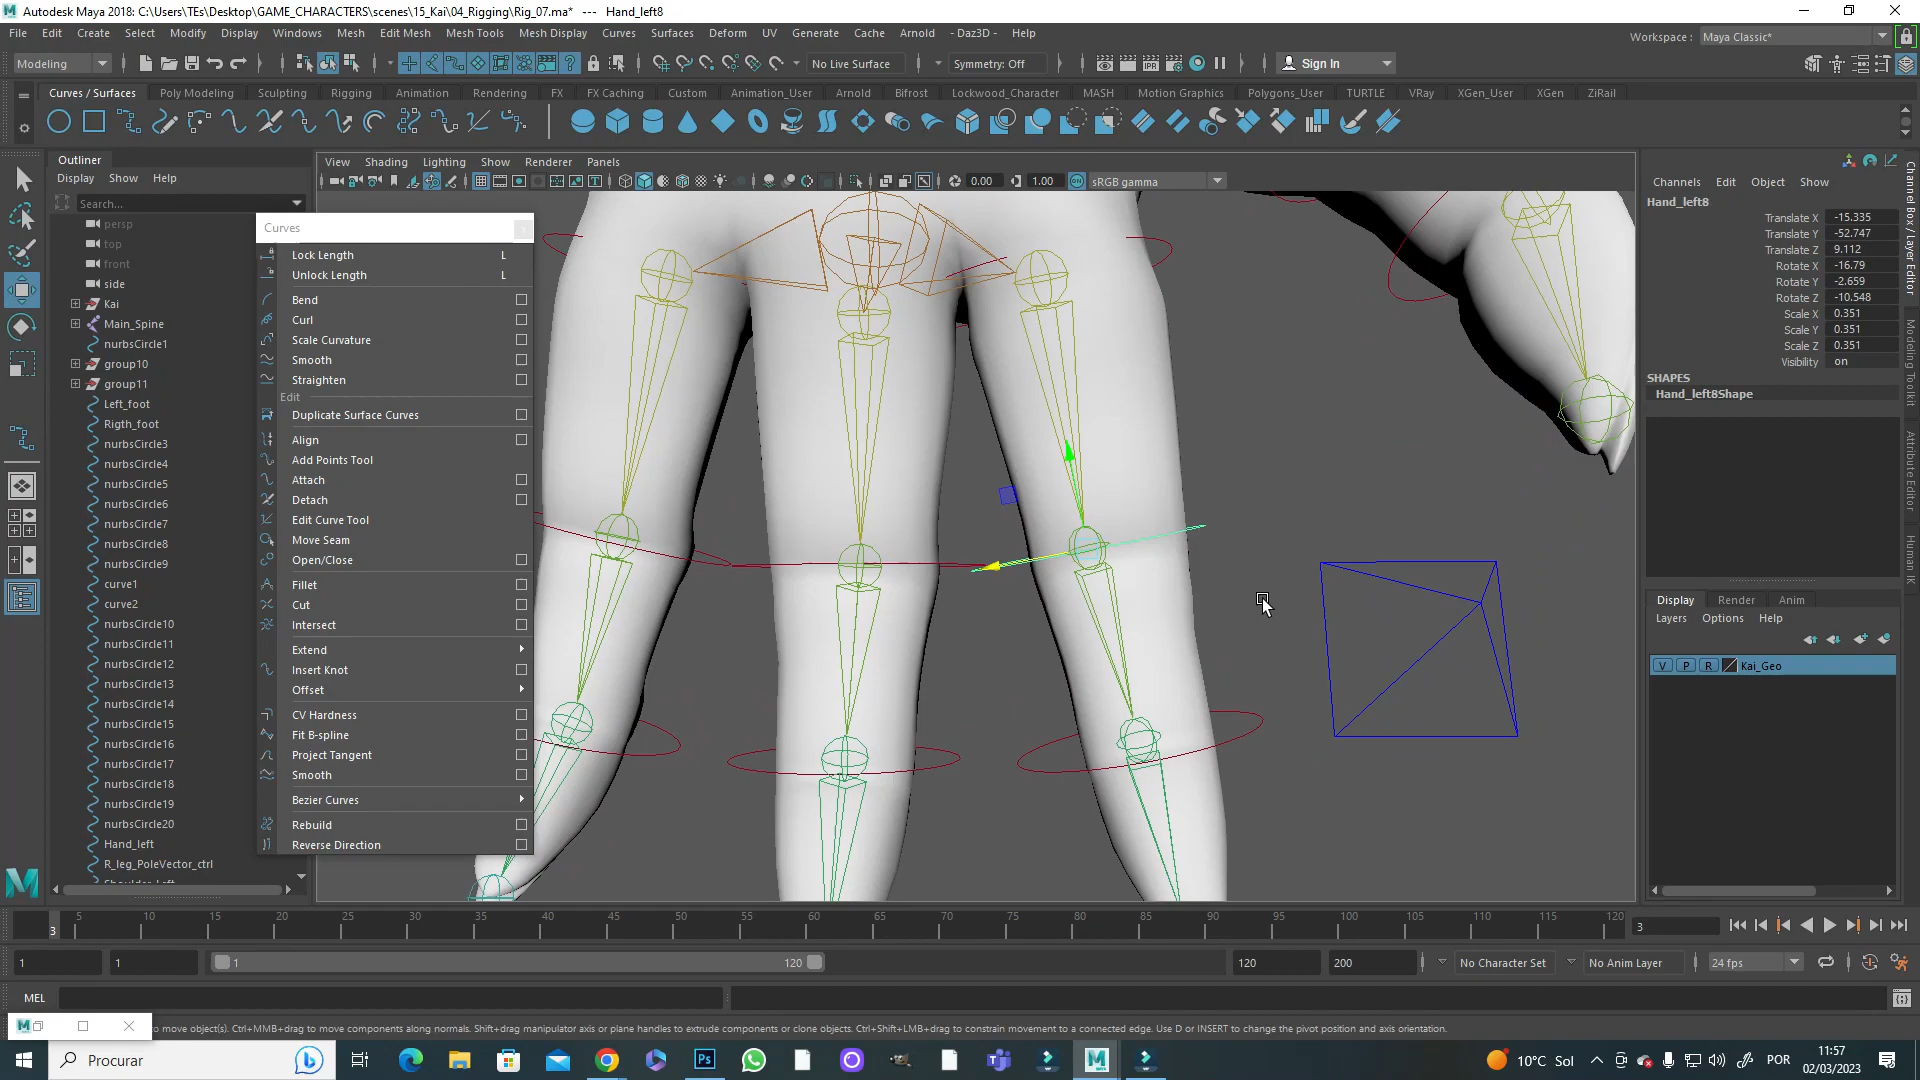 Autodesk Maya 2018: C:\Users\TEs\Desktop\GAME_CHARACTERS\scenes\15_Kai\04_Rigging\Rig_07.ma* --- Hand_left8
File Edit Create Select Modify Display Windows Mesh Edit Mesh Mesh Tools Mesh Display Curves Surfaces Deform UV Generate Cache Arnold - Daz3D - Help
Workspace : Maya Classic*
Modeling
No Live Surface
Symmetry: Off
Sign In
Curves / Surfaces Poly Modeling Sculpting Rigging Animation Rendering FX FX Caching Custom Animation_User Arnold Bifrost Lockwood_Character MASH Motion Graphics Polygons_User TURTLE VRay XGen_User XGen ZiRail
Outliner
Display Show Help
Search...
persp
top
front
side
Kai
Main_Spine
nurbsCircle1
group10
group11
Left_foot
Rigth_foot
nurbsCircle3
nurbsCircle4
nurbsCircle5
nurbsCircle6
nurbsCircle7
nurbsCircle8
nurbsCircle9
curve1
curve2
nurbsCircle10
nurbsCircle11
nurbsCircle12
nurbsCircle13
nurbsCircle14
nurbsCircle15
nurbsCircle16
nurbsCircle17
nurbsCircle18
nurbsCircle19
nurbsCircle20
Hand_left
R_leg_PoleVector_ctrl
Curves
Lock Length L
Unlock Length L
Bend
Curl
Scale Curvature
Smooth
Straighten
Edit
Duplicate Surface Curves
Align
Add Points Tool
Attach
Detach
Edit Curve Tool
Move Seam
Open/Close
Fillet
Cut
Intersect
Extend
Insert Knot
Offset
CV Hardness
Fit B-spline
Project Tangent
Smooth
Bezier Curves
Rebuild
Reverse Direction
View Shading Lighting Show Renderer Panels
0.00 1.00 sRGB gamma
Channels Edit Object Show
Hand_left8
Translate X -15.335
Translate Y -52.747
Translate Z 9.112
Rotate X -16.79
Rotate Y -2.659
Rotate Z -10.548
Scale X 0.351
Scale Y 0.351
Scale Z 0.351
Visibility on
SHAPES
Hand_left8Shape
Display Render Anim
Layers Options Help
V P R Kai_Geo
Channel Box / Layer Editor
Modeling Toolkit
Attribute Editor
Human IK
5 10 15 20 25 30 35 40 45 50 55 60 65 70 75 80 85 90 95 100 105 110 115 120
3
3
1 1 1 120 120 200 No Character Set No Anim Layer 24 fps
MEL
to move object(s). Ctrl+MMB+drag to move components along normals. Shift+drag manipulator axis or plane handles to extrude components or clone objects. Ctrl+Shift+LMB+drag to constrain movement to a connected edge. Use D or INSERT to change the pivot position and axis orientation.
Procurar
10°C Sol
POR
11:57
02/03/2023